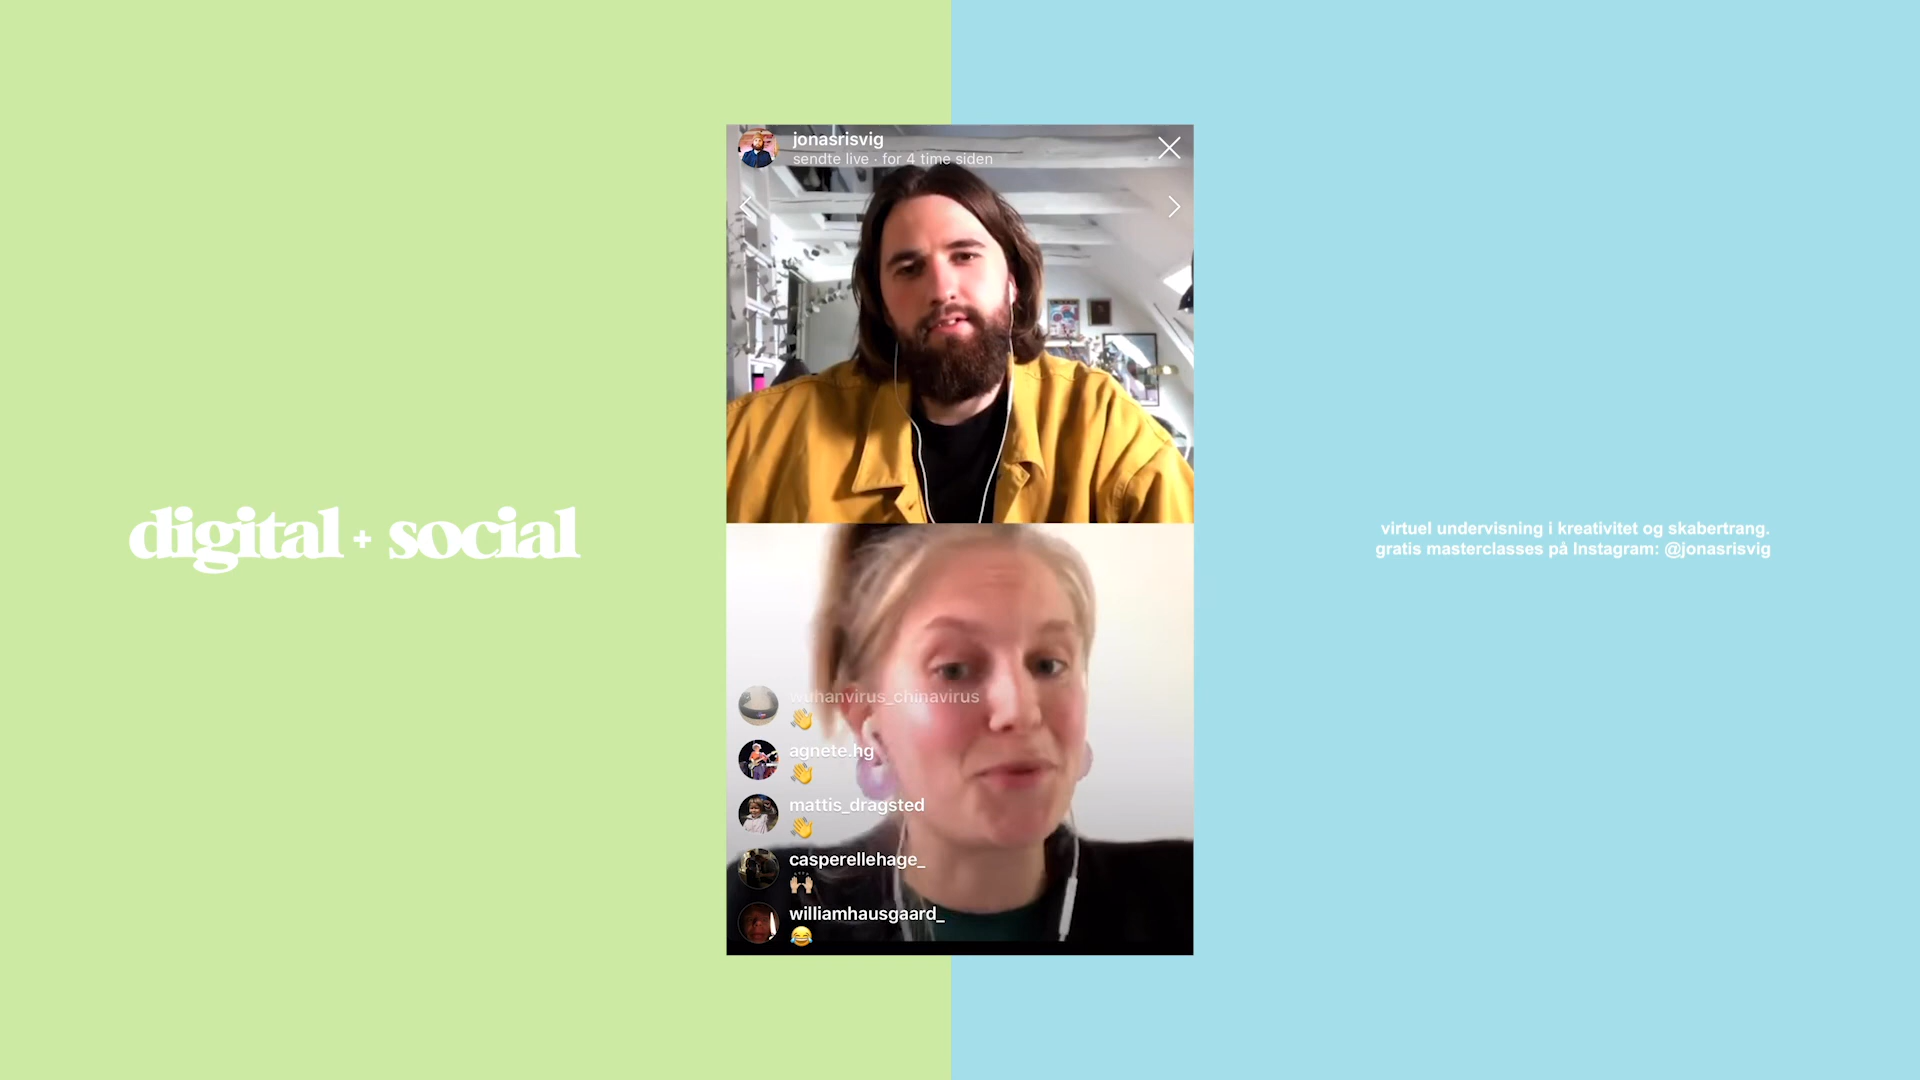 jonasrisvig
sendte live · for 4 time siden
digital + social
virtuel undervisning i kreativitet og skabertrang.
gratis masterclasses på Instagram: @jonasrisvig
wuhanvirus_chinavirus
👋
agnete.hg
👋
mattis_dragsted
👋
casperellehage_
🙌🏼
williamhausgaard_
😂